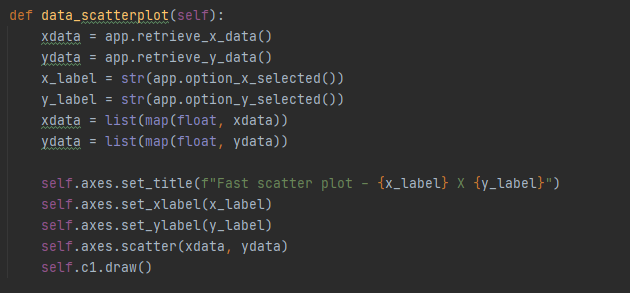 def data_scatterplot(self):
xdata = app.retrieve_x_data()
ydata = app.retrieve_y_data()
x_label = str(app.option_x_selected())
y_label = str(app.option_y_selected())
xdata = list(map(float, xdata))
ydata = list(map(float, ydata))
self.axes.set_title(f"Fast scatter plot - {x_label} X {y_label}")
self.axes.set_xlabel(x_label)
self.axes.set_ylabel(y_label)
self.axes.scatter(xdata, ydata)
self.c1.draw()